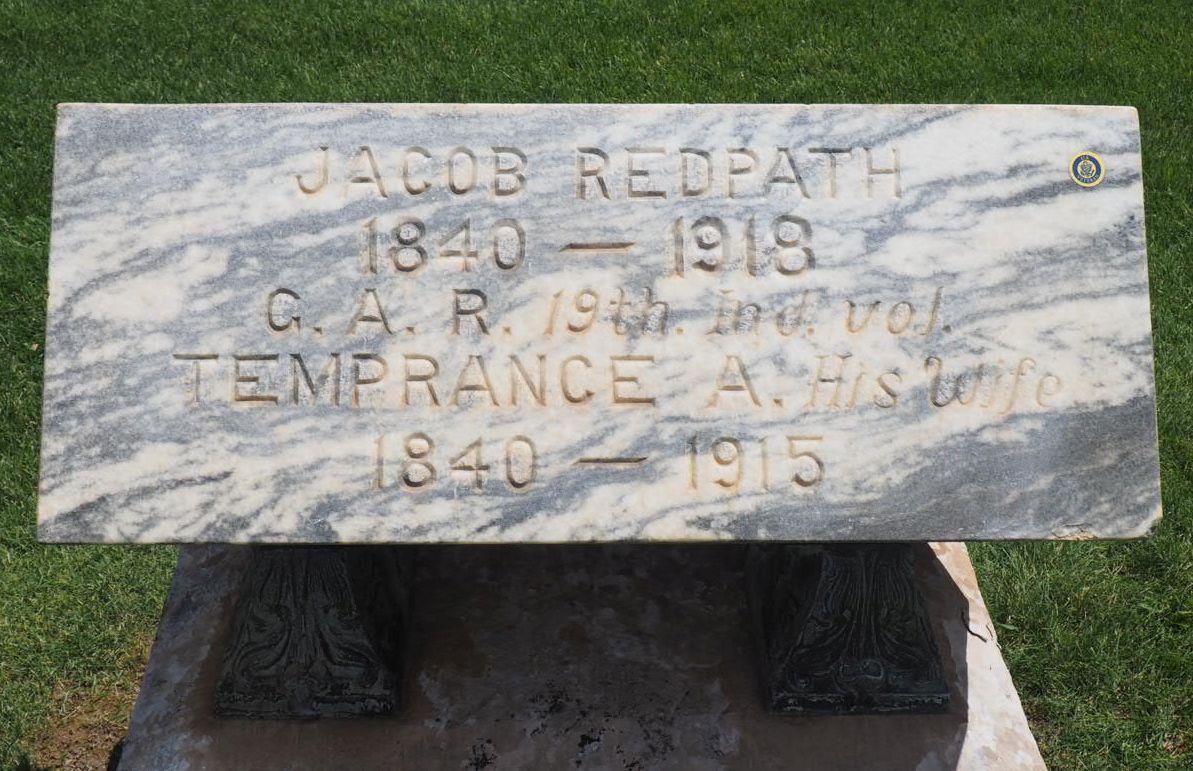 JACOB REDPATH
1840 — 1918
G. A. R. 19th. Ind. vol.
TEMPRANCE A. His Wife
1840 — 1915